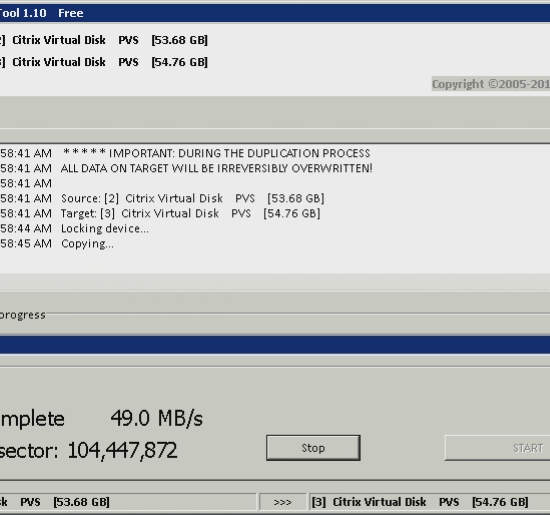 Tool 1.10 Free
2] Citrix Virtual Disk PVS [53.68 GB]
3] Citrix Virtual Disk PVS [54.76 GB]
Copyright ©2005-201
58:41 AM * * * * * IMPORTANT: DURING THE DUPLICATION PROCESS
58:41 AM ALL DATA ON TARGET WILL BE IRREVERSIBLY OVERWRITTEN!
58:41 AM
58:41 AM Source: [2] Citrix Virtual Disk PVS [53.68 GB]
58:41 AM Target: [3] Citrix Virtual Disk PVS [54.76 GB]
58:44 AM Locking device...
58:45 AM Copying...
progress
mplete 49.0 MB/s
sector: 104,447,872
Stop
START
sk PVS [53.68 GB] >>> [3] Citrix Virtual Disk PVS [54.76 GB]